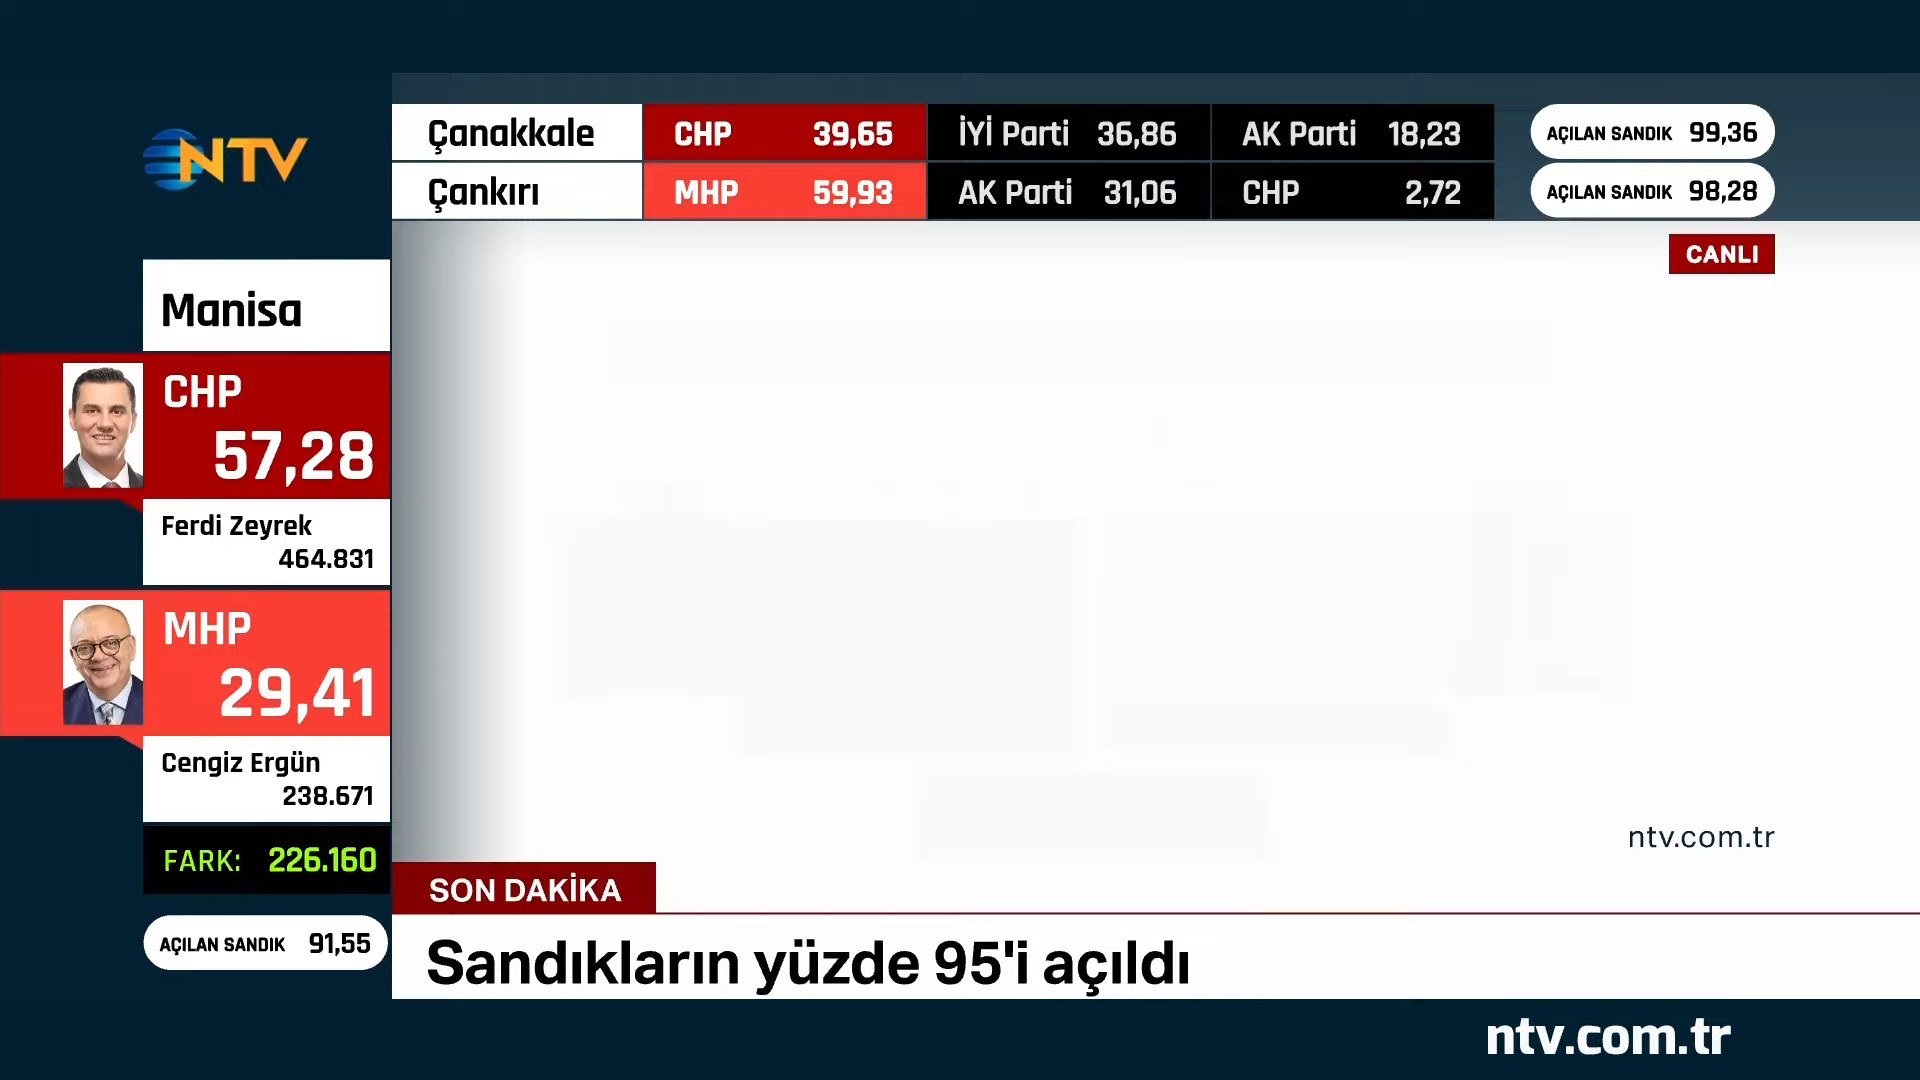 NTV
Çanakkale CHP 39,65 İYİ Parti 36,86 AK Parti 18,23 AÇILAN SANDIK 99,36
Çankırı MHP 59,93 AK Parti 31,06 CHP 2,72 AÇILAN SANDIK 98,28
CANLI
Manisa
CHP
57,28
Ferdi Zeyrek
464.831
MHP
29,41
Cengiz Ergün
238.671
FARK: 226.160
AÇILAN SANDIK 91,55
ntv.com.tr
SON DAKİKA
Sandıkların yüzde 95'i açıldı
ntv.com.tr